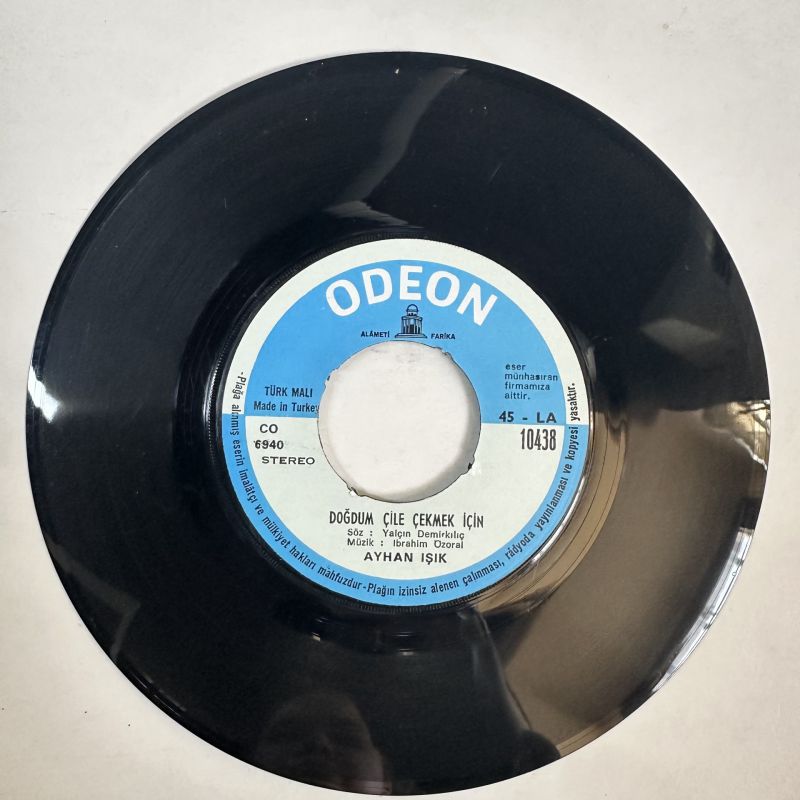 ODEON
ALÂMETİ FARİKA
TÜRK MALI
Made in Turkey
eser
münhasıran
firmamıza
aittir.
CO
6940
STEREO
45 - LA
10438
DOĞDUM ÇİLE ÇEKMEK İÇİN
Söz : Yalçın Demirkılıç
Müzik : İbrahim Özoral
AYHAN IŞIK
-Plağa alınmış eserin imalâtçı ve mülkiyet hakları mahfuzdur-Plağın izinsiz alenen çalınması, radyoda yayınlanması ve kopyesi yasaktır.